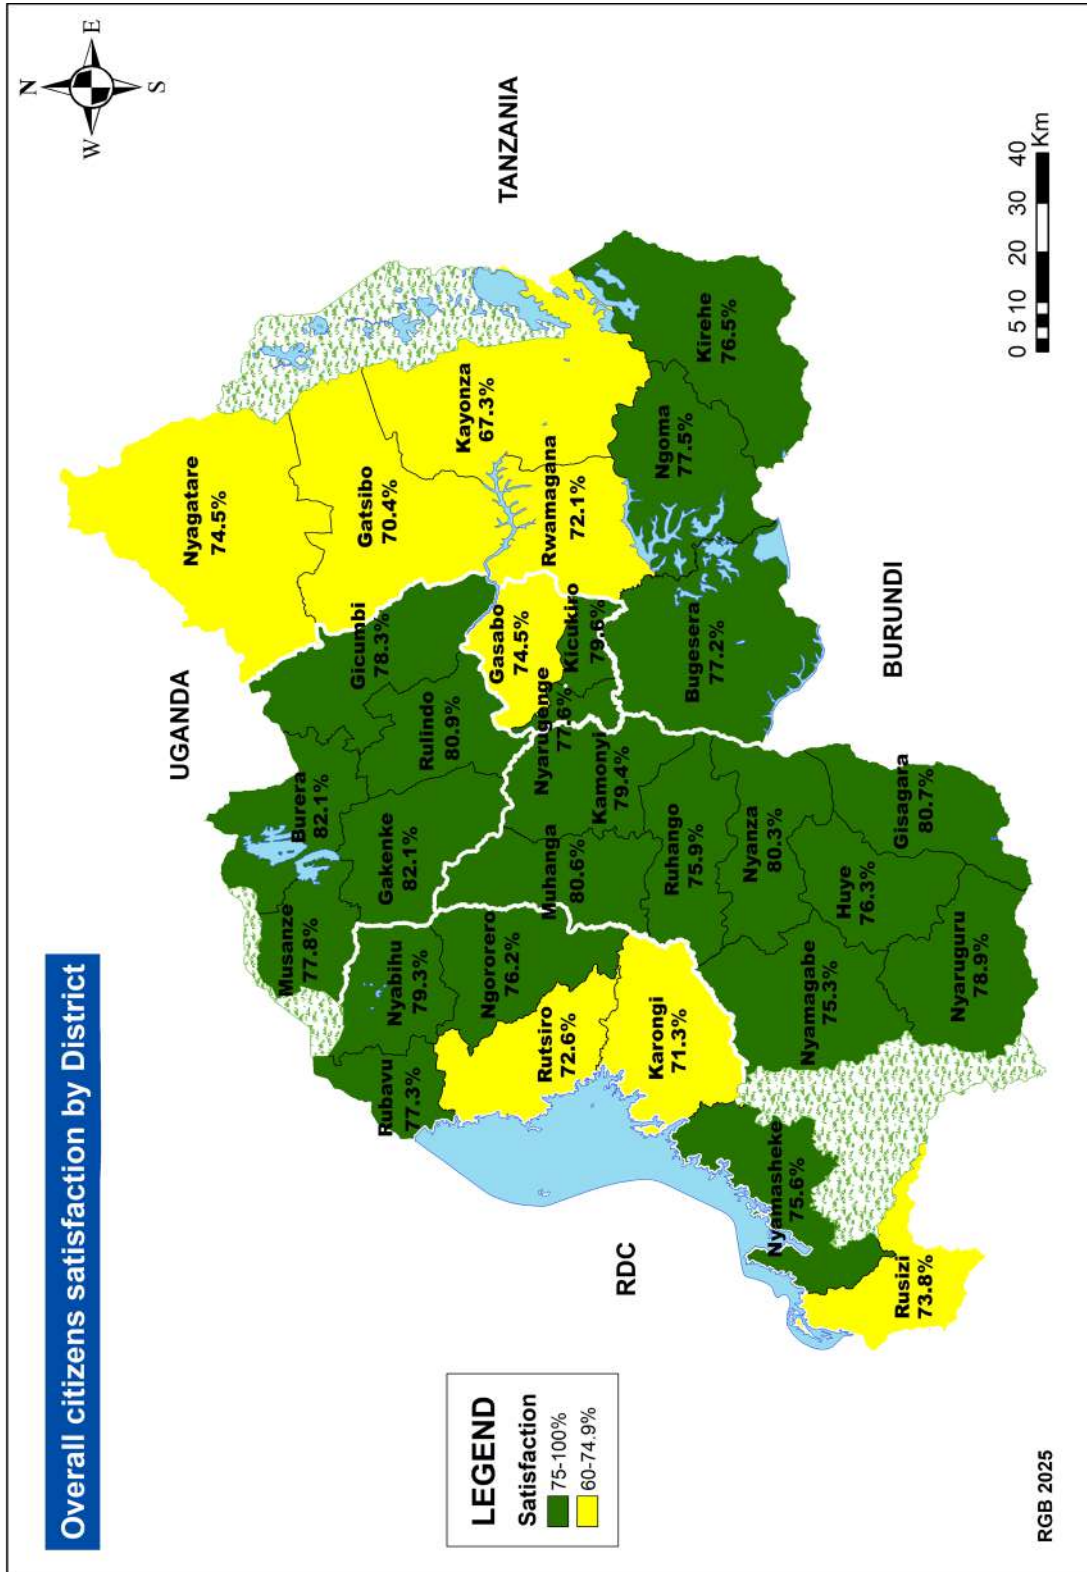 Overall citizens satisfaction by District
N
W
E
S
UGANDA
TANZANIA
BURUNDI
RDC
Nyagatare
74.5%
Gatsibo
70.4%
Kayonza
67.3%
Rwamagana
72.1%
Gicumbi
78.3%
Burera
82.1%
Musanze
77.8%
Rulindo
80.9%
Gakenke
82.1%
Gasabo
74.5%
Kicukiro
79.6%
Nyarugenge
77.6%
Kamonyi
79.4%
Muhanga
80.6%
Ruhango
75.9%
Nyanza
80.3%
Huye
76.3%
Gisagara
80.7%
Nyaruguru
78.9%
Nyamagabe
75.3%
Nyabihu
79.3%
Rubavu
77.3%
Ngororero
76.2%
Rutsiro
72.6%
Karongi
71.3%
Nyamasheke
75.6%
Rusizi
73.8%
Bugesera
77.2%
Ngoma
77.5%
Kirehe
76.5%
LEGEND
Satisfaction
75-100%
60-74.9%
0 5 10 20 30 40
Km
RGB 2025